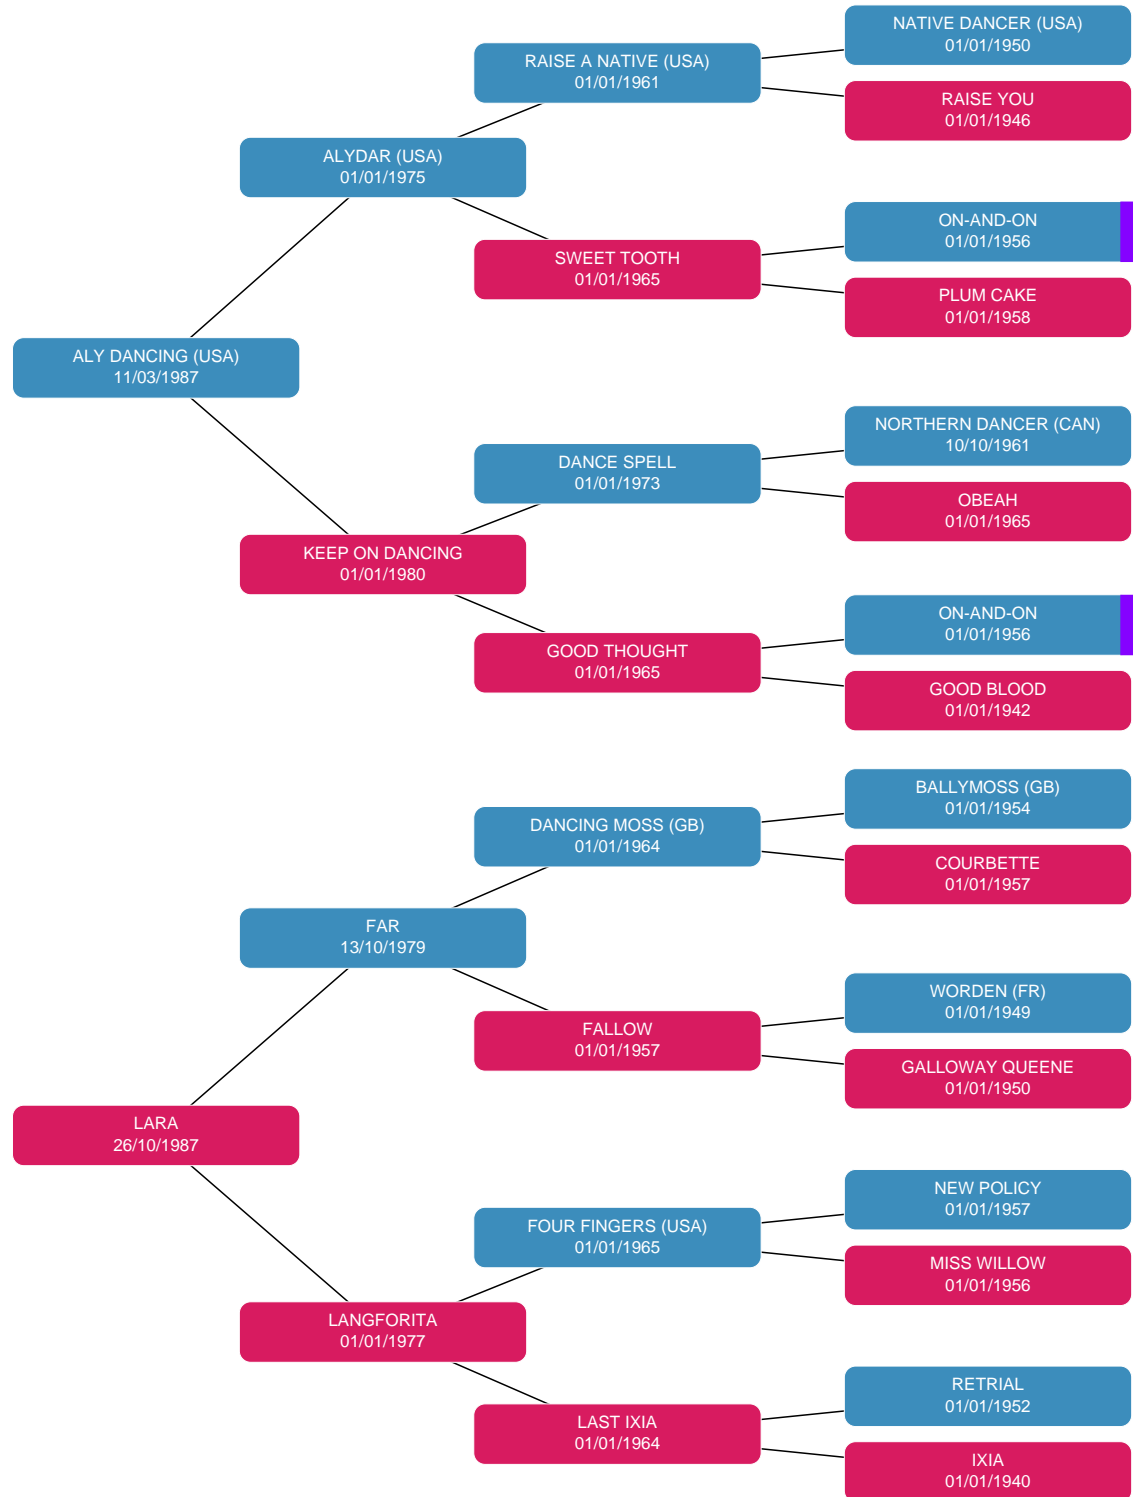 NATIVE DANCER (USA)
01/01/1950
RAISE A NATIVE (USA)
01/01/1961
RAISE YOU
01/01/1946
ALYDAR (USA)
01/01/1975
ON-AND-ON
01/01/1956
SWEET TOOTH
01/01/1965
PLUM CAKE
01/01/1958
ALY DANCING (USA)
11/03/1987
NORTHERN DANCER (CAN)
10/10/1961
DANCE SPELL
01/01/1973
OBEAH
01/01/1965
KEEP ON DANCING
01/01/1980
ON-AND-ON
01/01/1956
GOOD THOUGHT
01/01/1965
GOOD BLOOD
01/01/1942
BALLYMOSS (GB)
01/01/1954
DANCING MOSS (GB)
01/01/1964
COURBETTE
01/01/1957
FAR
13/10/1979
WORDEN (FR)
01/01/1949
FALLOW
01/01/1957
GALLOWAY QUEENE
01/01/1950
LARA
26/10/1987
NEW POLICY
01/01/1957
FOUR FINGERS (USA)
01/01/1965
MISS WILLOW
01/01/1956
LANGFORITA
01/01/1977
RETRIAL
01/01/1952
LAST IXIA
01/01/1964
IXIA
01/01/1940